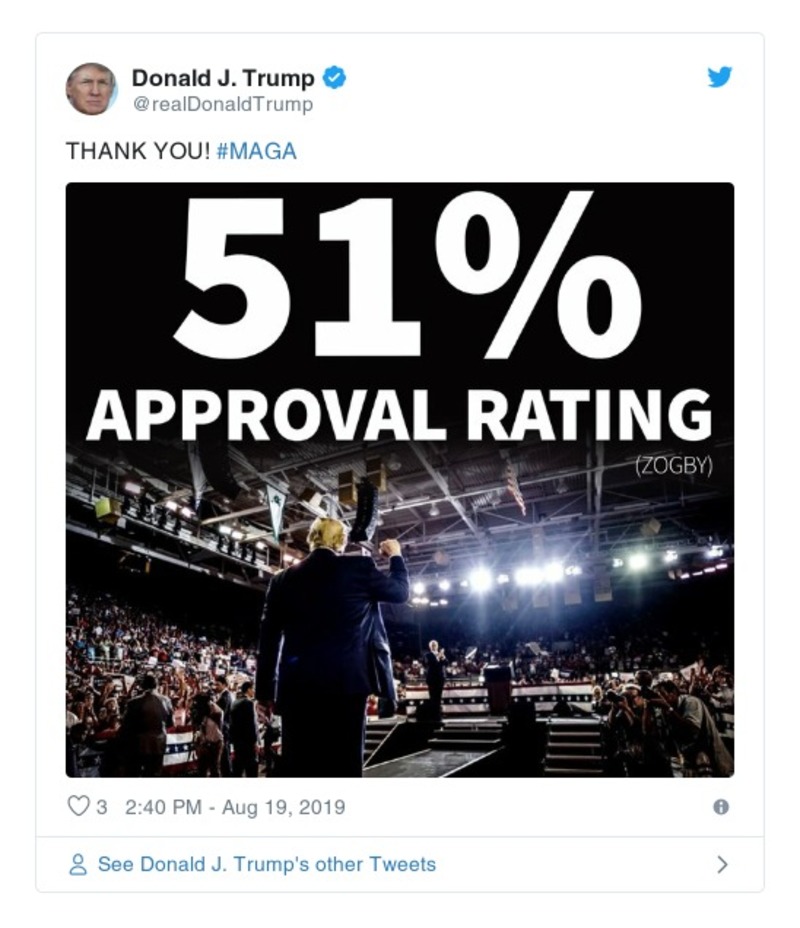 Donald J. Trump
@realDonaldTrump
THANK YOU! #MAGA
51%
APPROVAL RATING
(ZOGBY)
3 2:40 PM - Aug 19, 2019
See Donald J. Trump's other Tweets